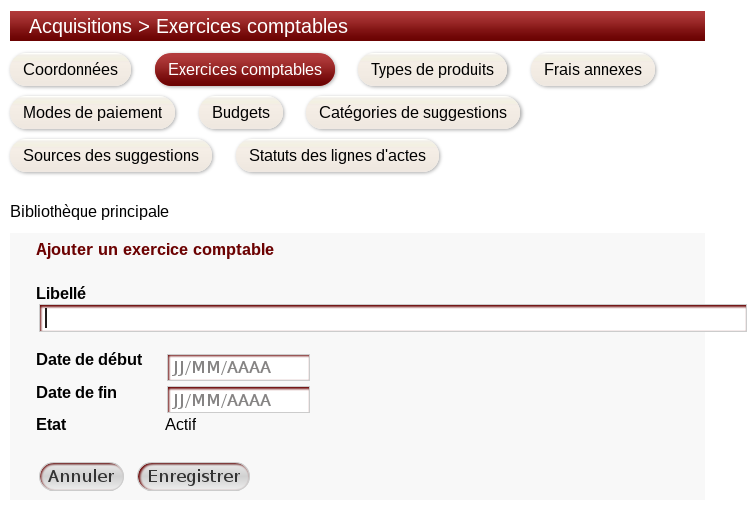 Acquisitions > Exercices comptables
Coordonnées Exercices comptables Types de produits Frais annexes
Modes de paiement Budgets Catégories de suggestions
Sources des suggestions Statuts des lignes d'actes
Bibliothèque principale
Ajouter un exercice comptable
Libellé
Date de début JJ/MM/AAAA
Date de fin JJ/MM/AAAA
Etat Actif
Annuler Enregistrer